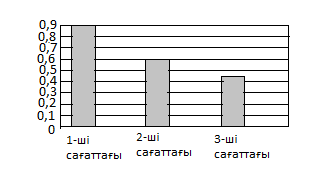 0,9
0,8
0,7
0,6
0,5
0,4
0,3
0,2
0,1
0
1-ші
сағаттағы
2-ші
сағаттағы
3-ші
сағаттағы